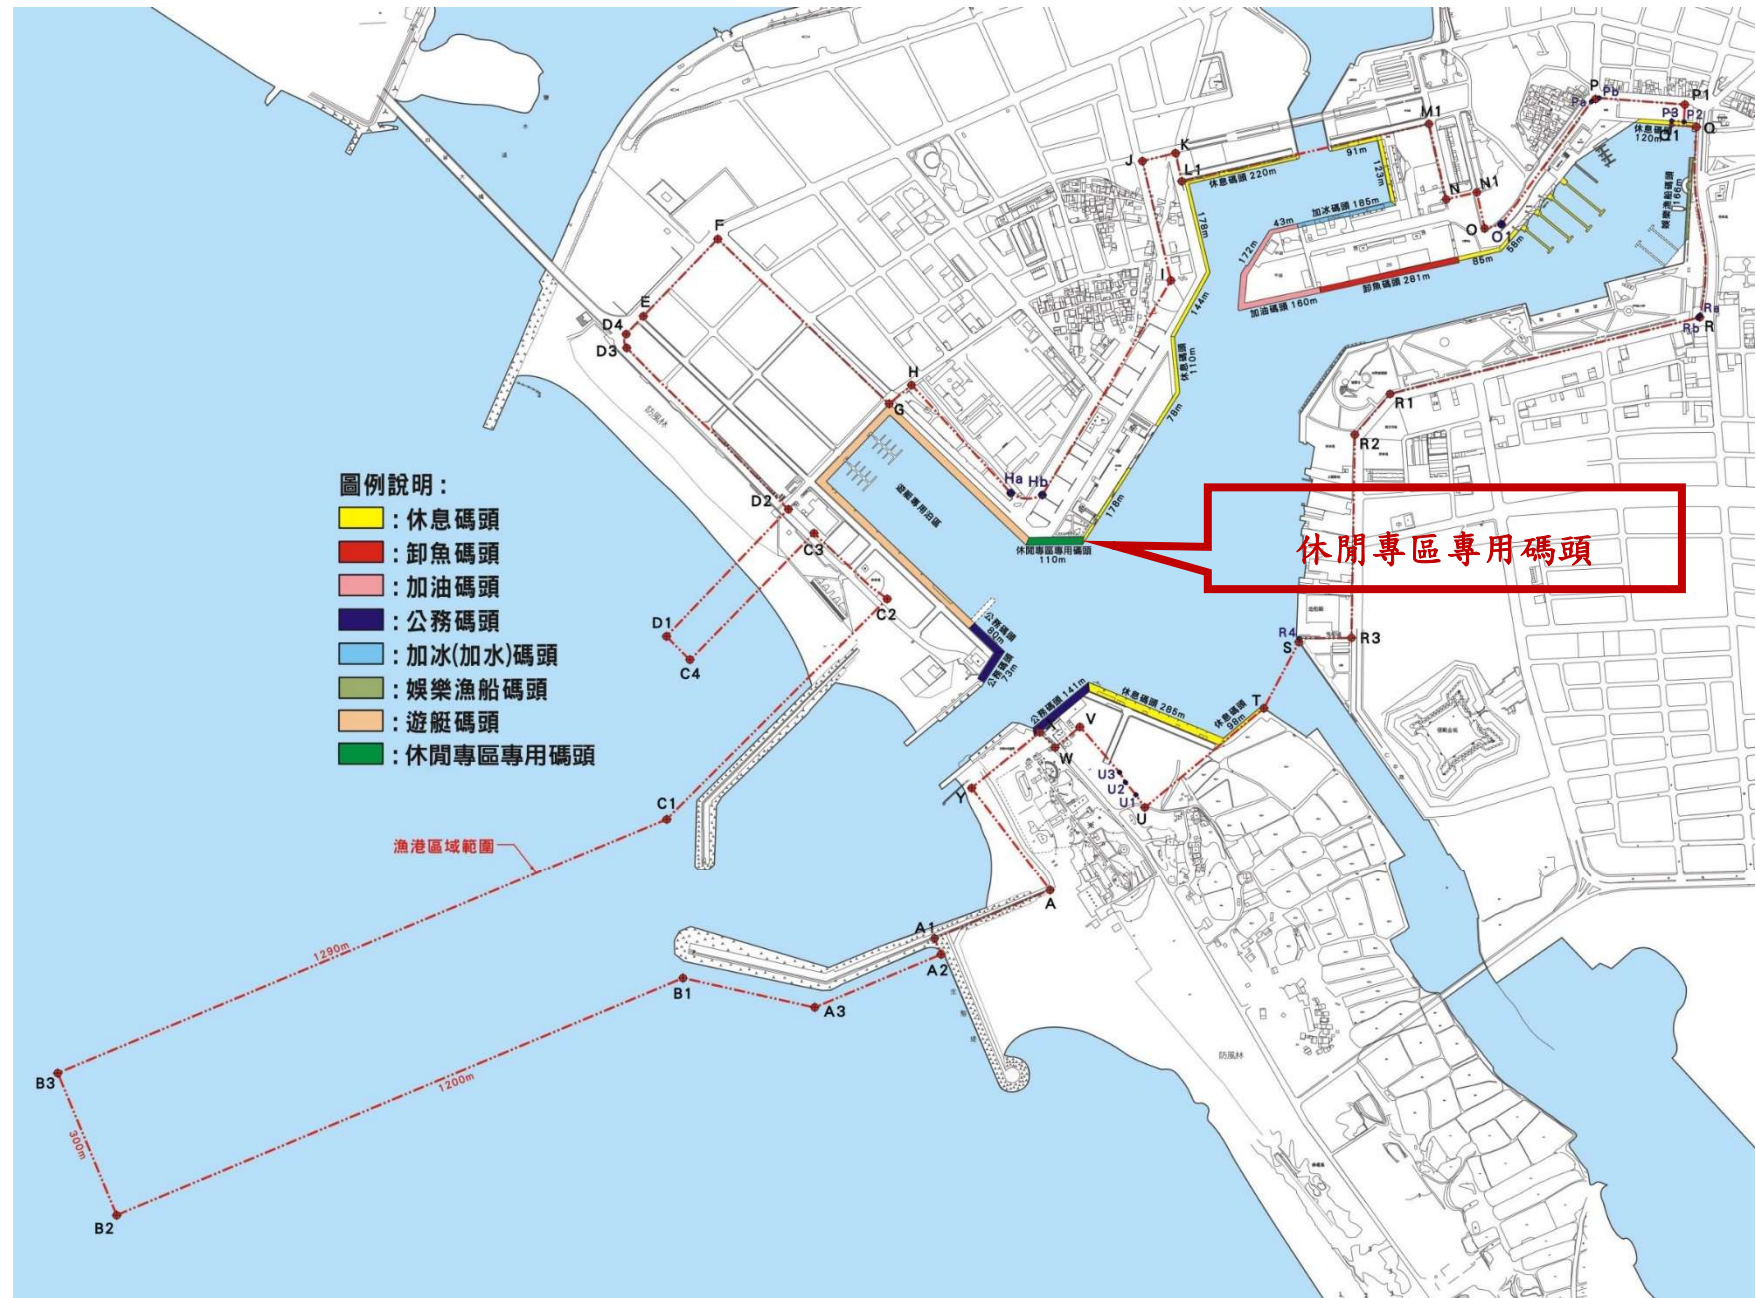 P
Pa
Pb
P1
P3
P2
Q1
Q
休息碼頭
120m
M1
K
J
L1
91m
123m
休息碼頭 220m
N
N1
加冰碼頭 185m
43m
娛樂漁船碼頭
166m
O
O1
58m
178m
172m
85m
卸魚碼頭 281m
加油碼頭 160m
F
I
E
144m
Ra
Rb
R
D4
D3
休息碼頭
110m
H
G
R1
78m
防風林
R2
圖例說明：
：休息碼頭
：卸魚碼頭
：加油碼頭
：公務碼頭
：加冰(加水)碼頭
：娛樂漁船碼頭
：遊艇碼頭
：休閒專區專用碼頭
Ha
Hb
178m
D2
遊艇專用泊區
C3
休閒專區專用碼頭
110m
休閒專區專用碼頭
C2
D1
C4
公務碼頭
80m
公務碼頭
73m
R4
S
R3
公務碼頭 141m
休息碼頭 285m
休息碼頭
98m
T
V
W
U3
U2
U1
U
Y
C1
漁港區域範圍
A
A1
A2
1290m
B1
A3
防風林
B3
1200m
300m
B2